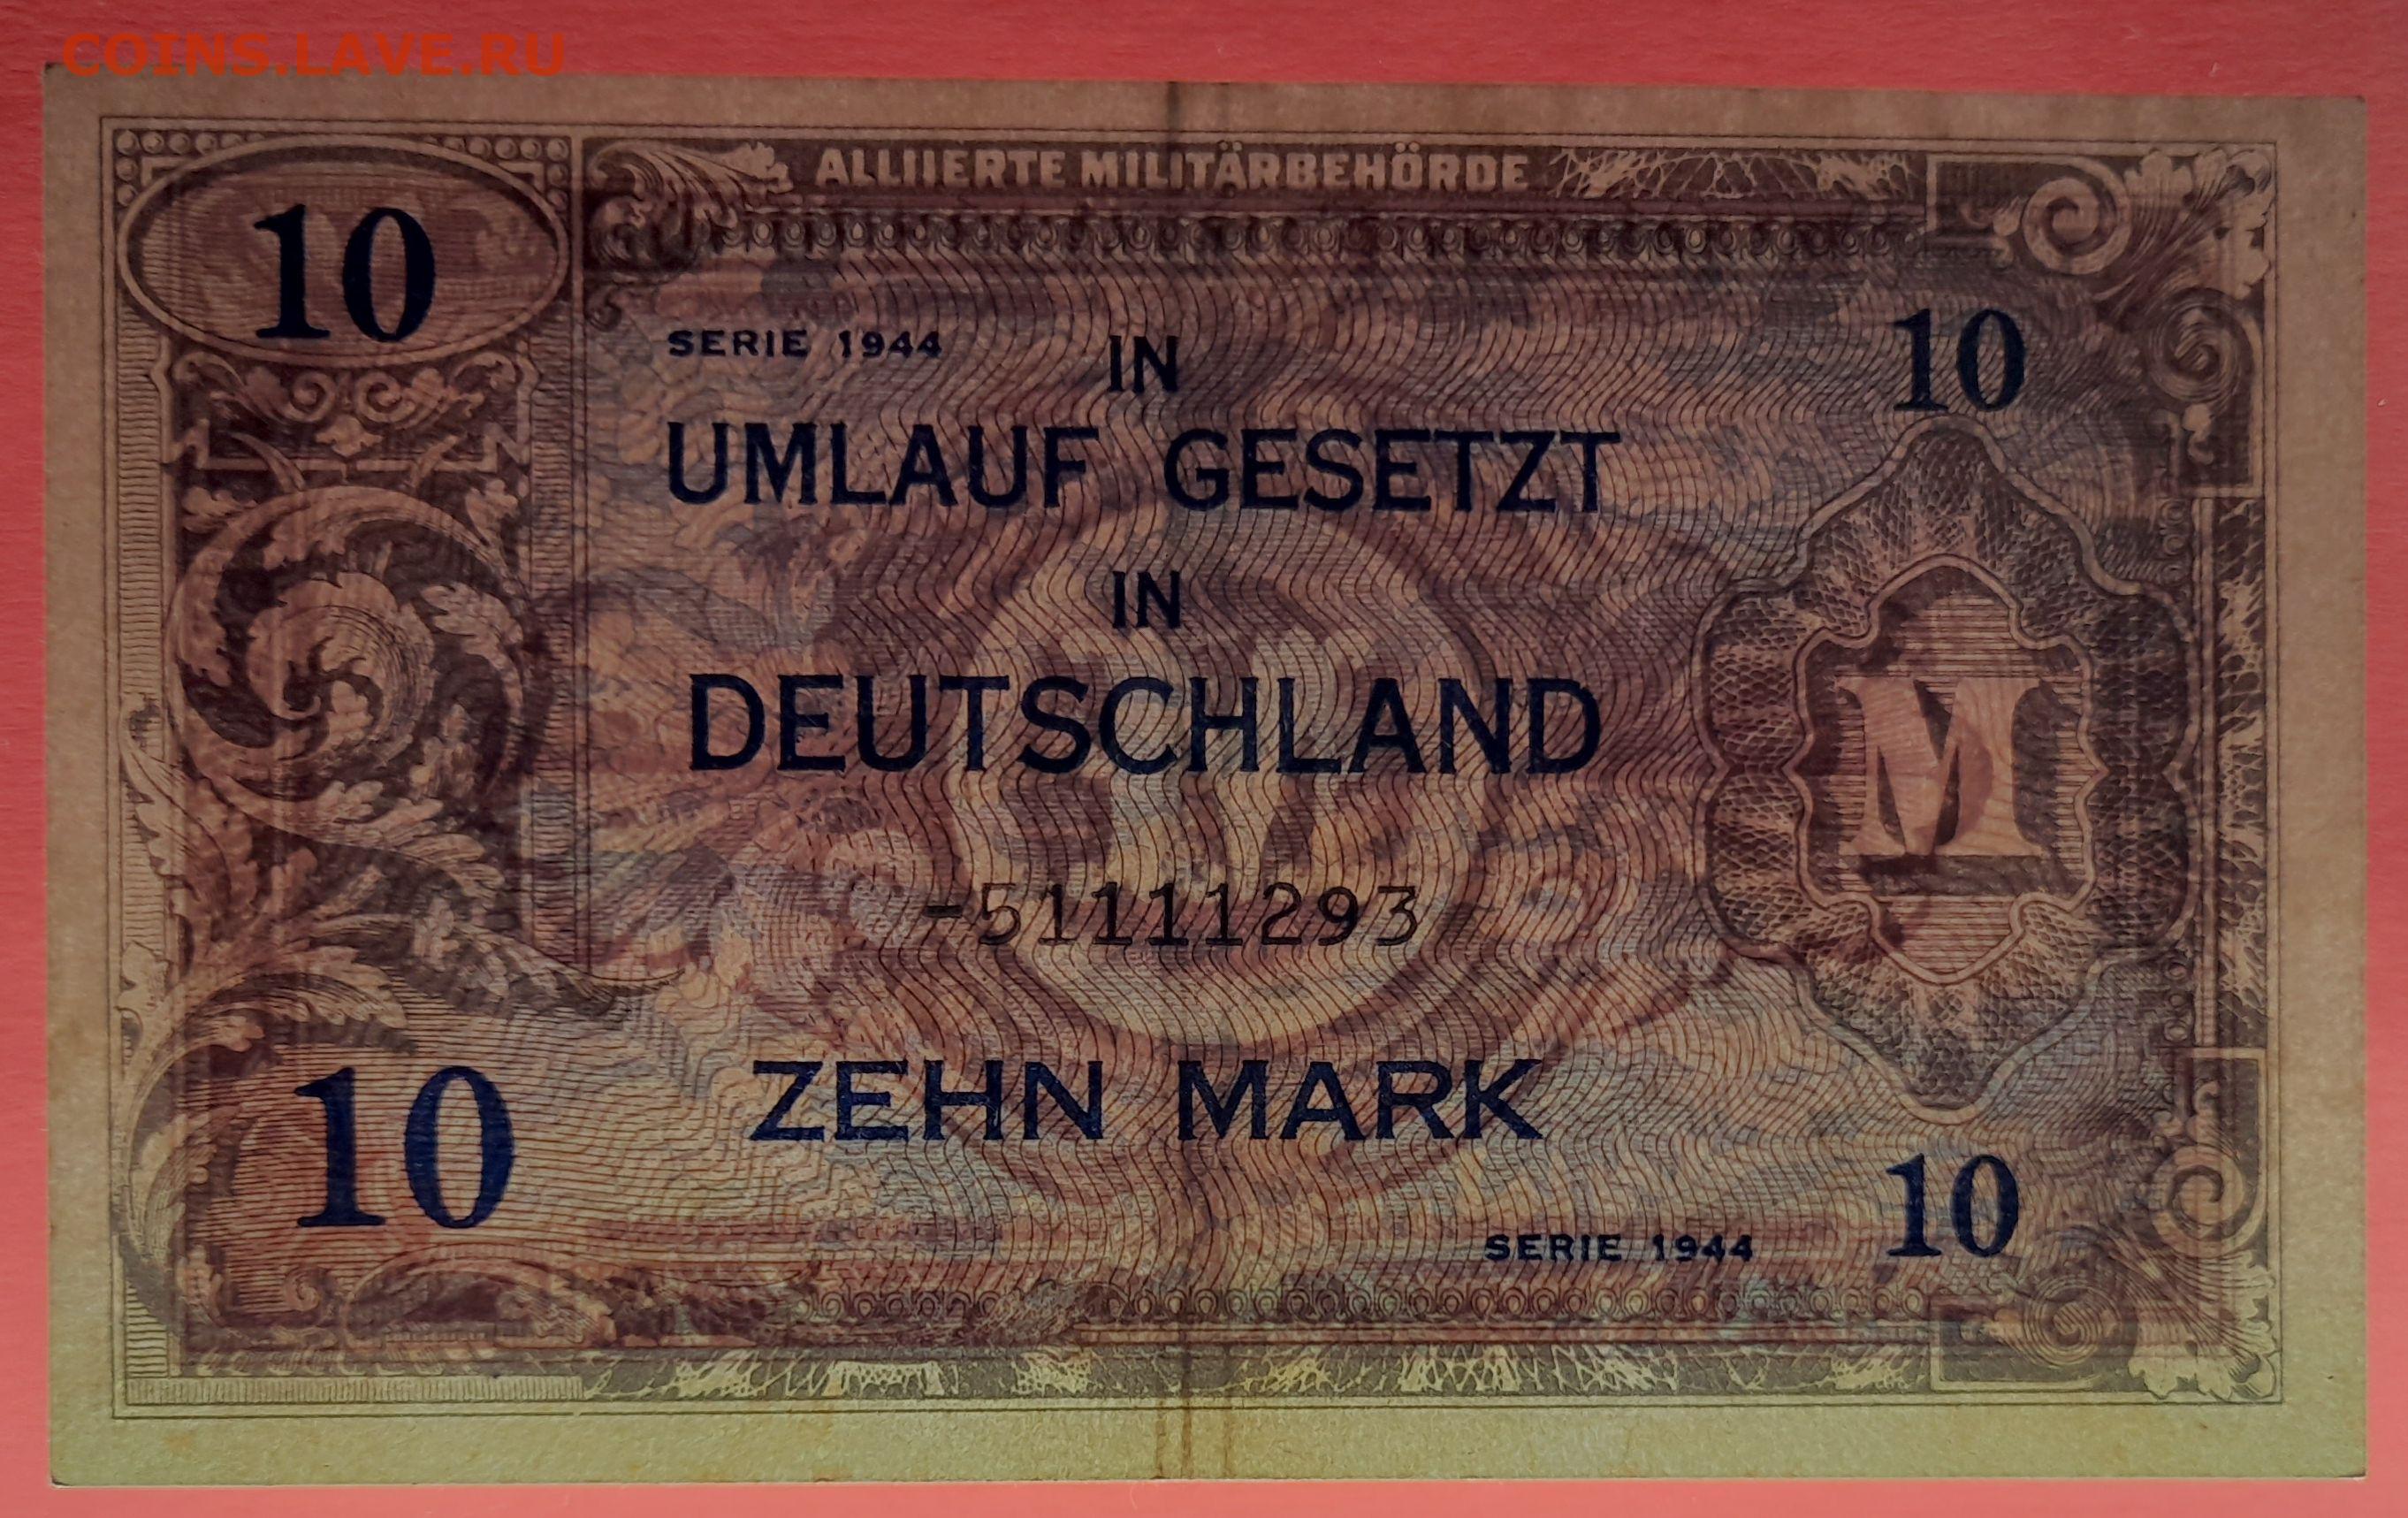 COINS.LAVE.RU
ALLIIERTE MILITÄRBEHÖRDE
10
SERIE 1944
IN
10
UMLAUF GESETZT
IN
DEUTSCHLAND
M
-51111293
10
ZEHN MARK
10
SERIE 1944